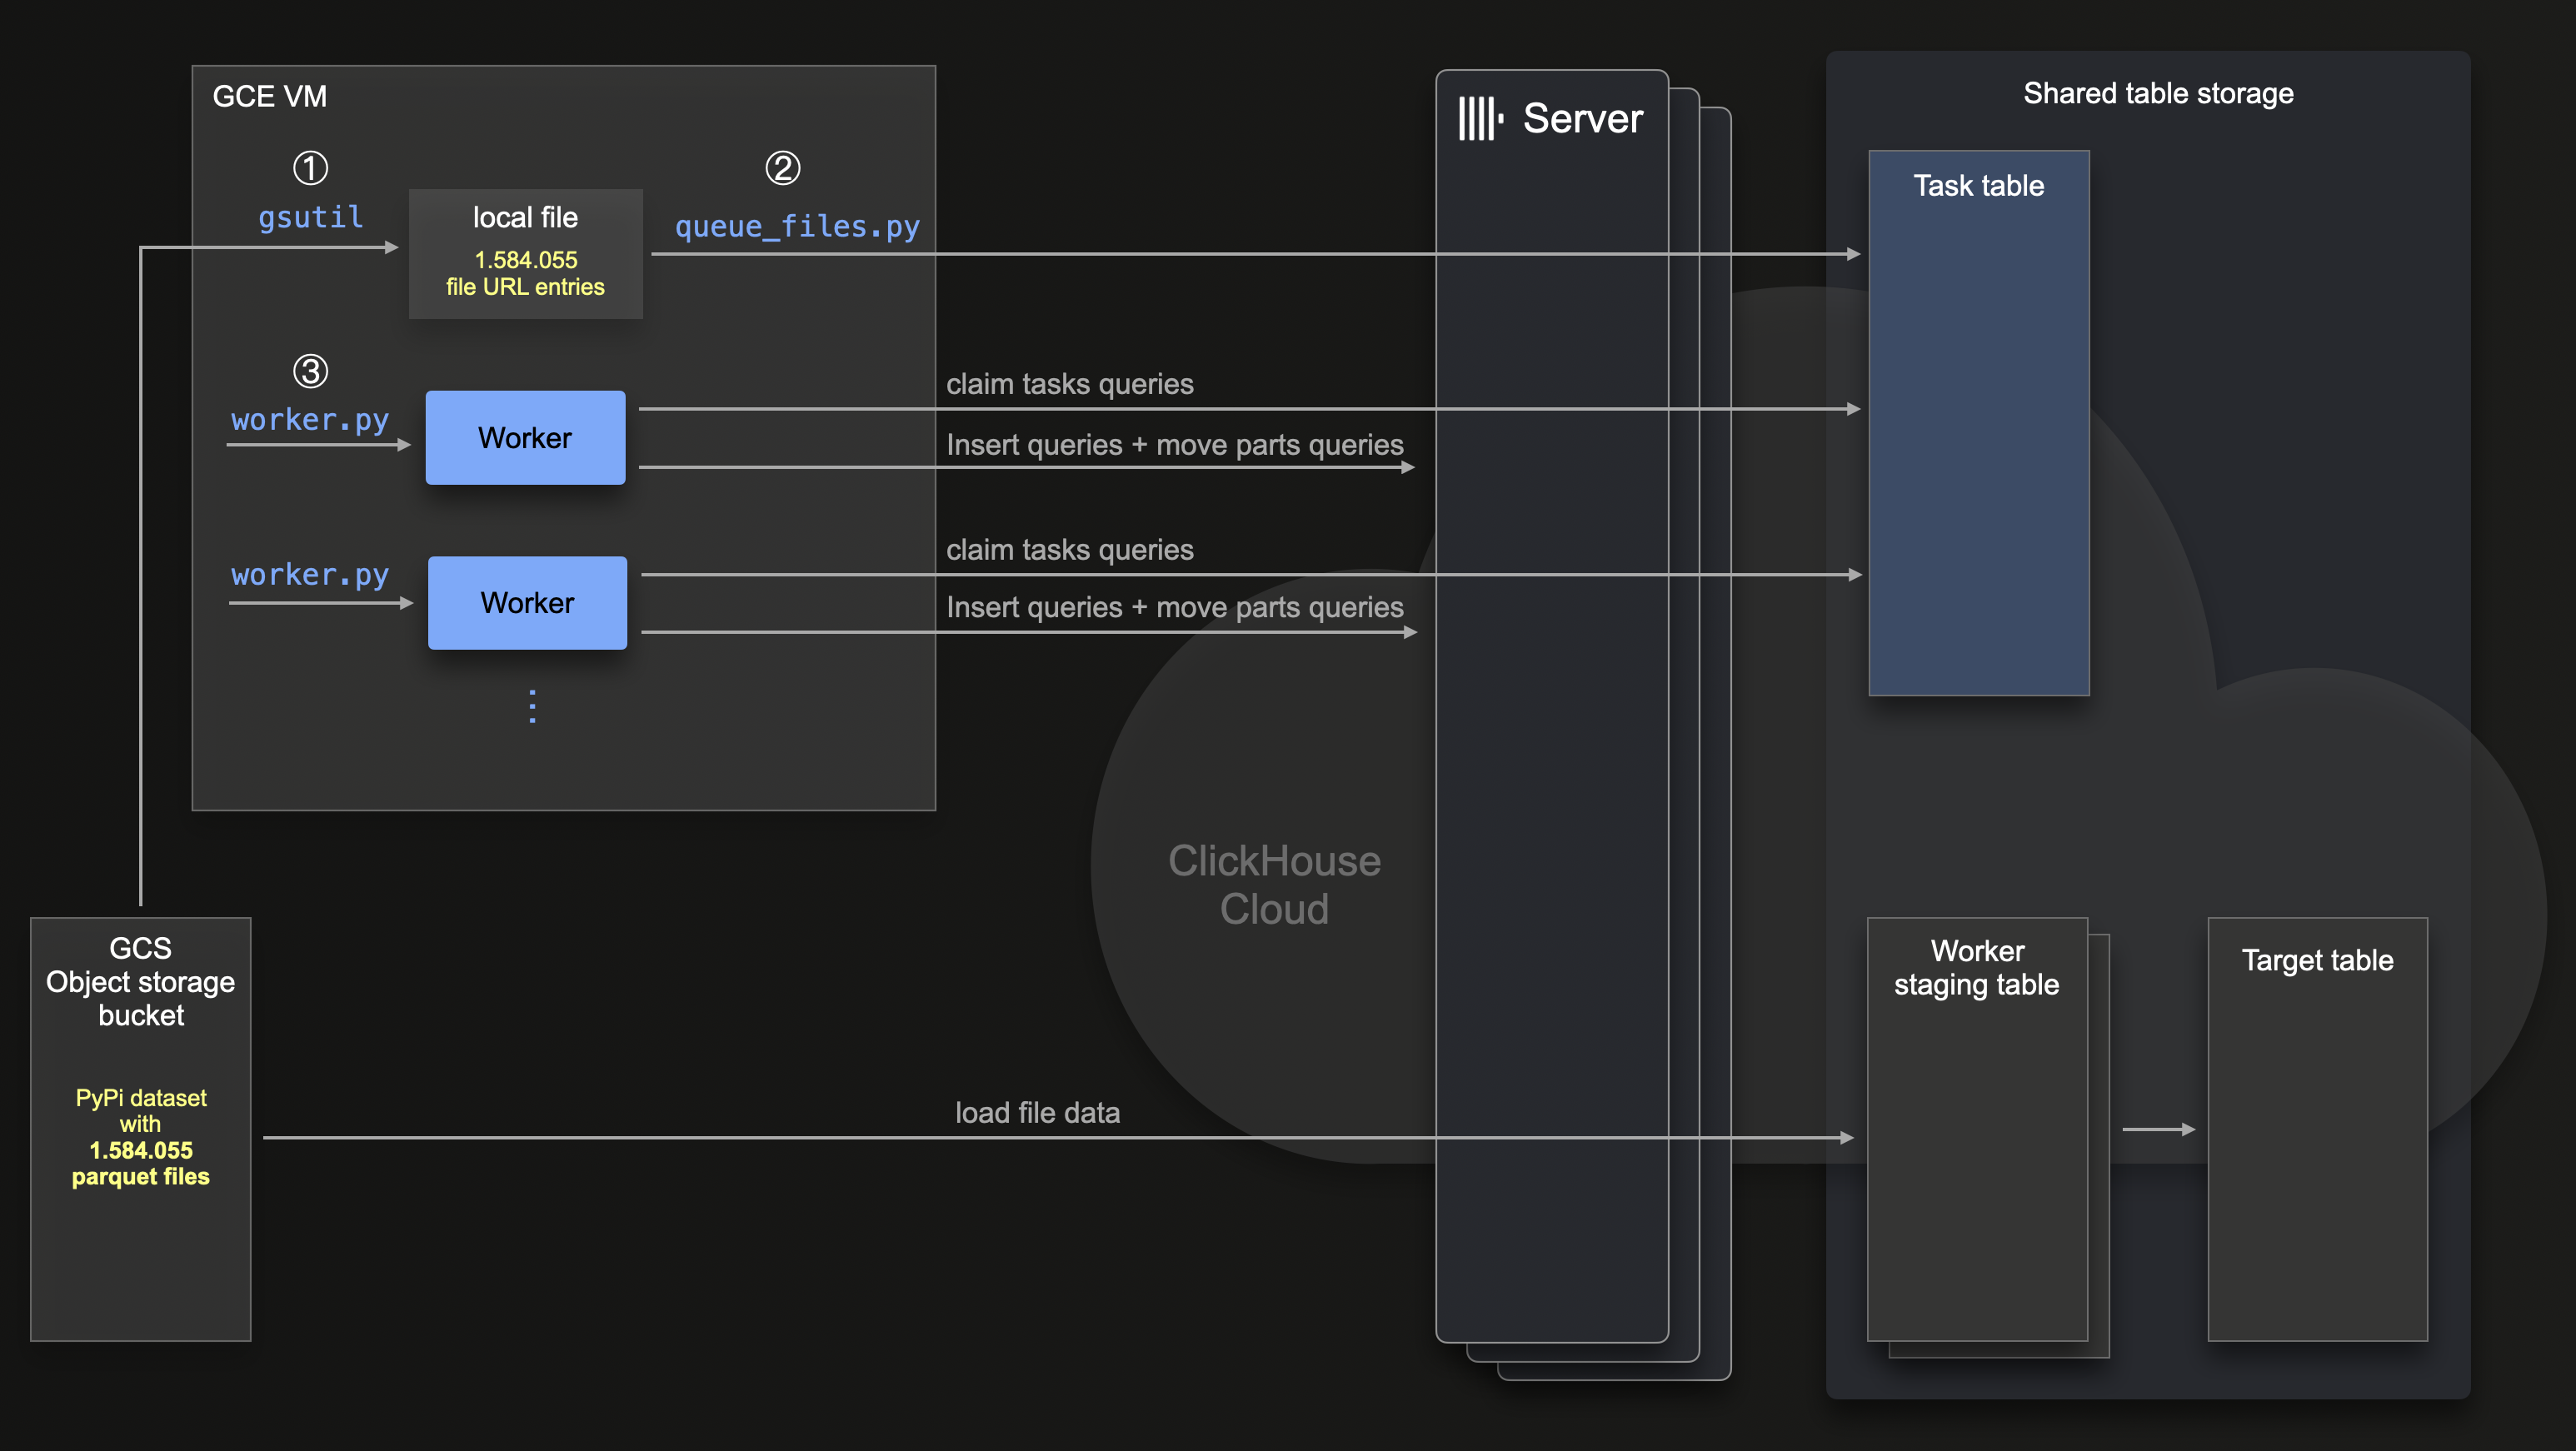 GCE VM
①
gsutil
local file
1.584.055
file URL entries
②
queue_files.py
③
worker.py
Worker
claim tasks queries
Insert queries + move parts queries
worker.py
Worker
claim tasks queries
Insert queries + move parts queries
⋮
Server
Shared table storage
Task table
ClickHouse
Cloud
GCS
Object storage
bucket
PyPi dataset
with
1.584.055
parquet files
load file data
Worker
staging table
Target table